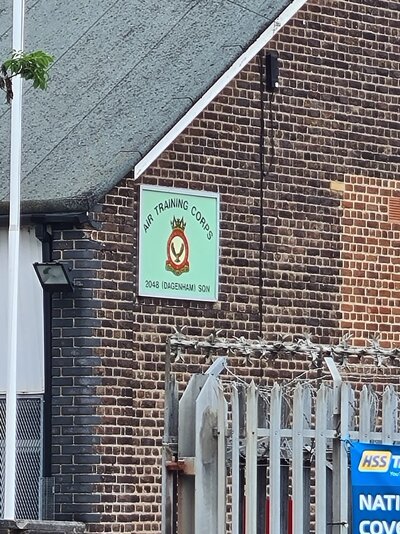 AIR TRAINING CORPS
2048 (DAGENHAM) SQN
HSS
NATI
COVE